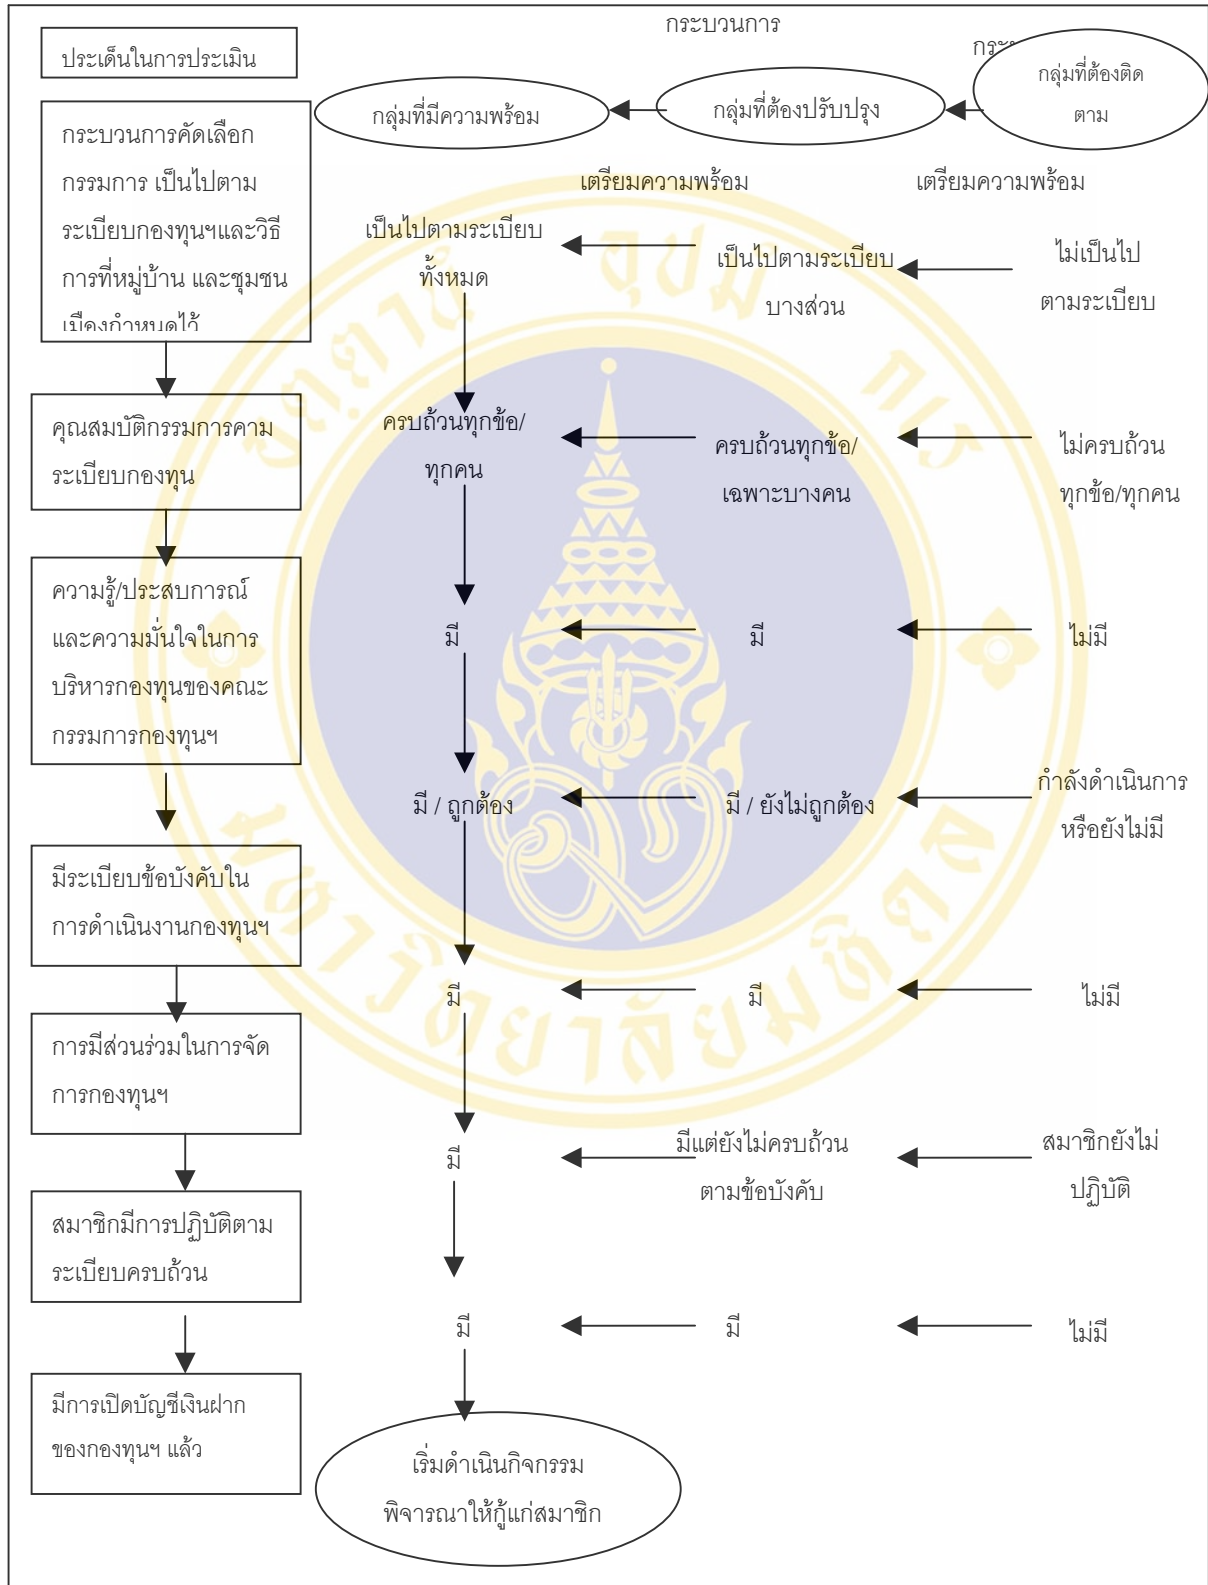 กระบวนการ
ประเด็นในการประเมิน
กลุ่มที่มีความพร้อม
กลุ่มที่ต้องปรับปรุง
กลุ่มที่ต้องติด
ตาม
เตรียมความพร้อม
เตรียมความพร้อม
กระบวนการคัดเลือก
กรรมการ เป็นไปตาม
ระเบียบกองทุนฯและวิธี
การที่หมู่บ้าน และชุมชน
เมืองกำหนดไว้
เป็นไปตามระเบียบ
ทั้งหมด
เป็นไปตามระเบียบ
บางส่วน
ไม่เป็นไป
ตามระเบียบ
คุณสมบัติกรรมการคาม
ระเบียบกองทุน
ครบถ้วนทุกข้อ/
ทุกคน
ครบถ้วนทุกข้อ/
เฉพาะบางคน
ไม่ครบถ้วน
ทุกข้อ/ทุกคน
ความรู้/ประสบการณ์
และความมั่นใจในการ
บริหารกองทุนของคณะ
กรรมการกองทุนฯ
มี
มี
ไม่มี
มี / ถูกต้อง
มี / ยังไม่ถูกต้อง
กำลังดำเนินการ
หรือยังไม่มี
มีระเบียบข้อบังคับใน
การดำเนินงานกองทุนฯ
มี
มี
ไม่มี
การมีส่วนร่วมในการจัด
การกองทุนฯ
มี
มีแต่ยังไม่ครบถ้วน
ตามข้อบังคับ
สมาชิกยังไม่
ปฏิบัติ
สมาชิกมีการปฏิบัติตาม
ระเบียบครบถ้วน
มี
มี
ไม่มี
มีการเปิดบัญชีเงินฝาก
ของกองทุนฯ แล้ว
เริ่มดำเนินกิจกรรม
พิจารณาให้กู้แก่สมาชิก
มหาวิทยาลัยมหิดล